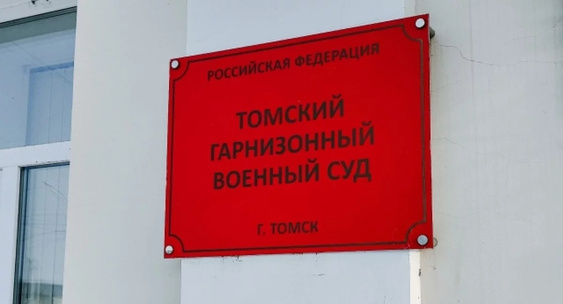 РОССИЙСКАЯ ФЕДЕРАЦИЯ
ТОМСКИЙ
ГАРНИЗОННЫЙ
ВОЕННЫЙ СУД
Г. ТОМСК